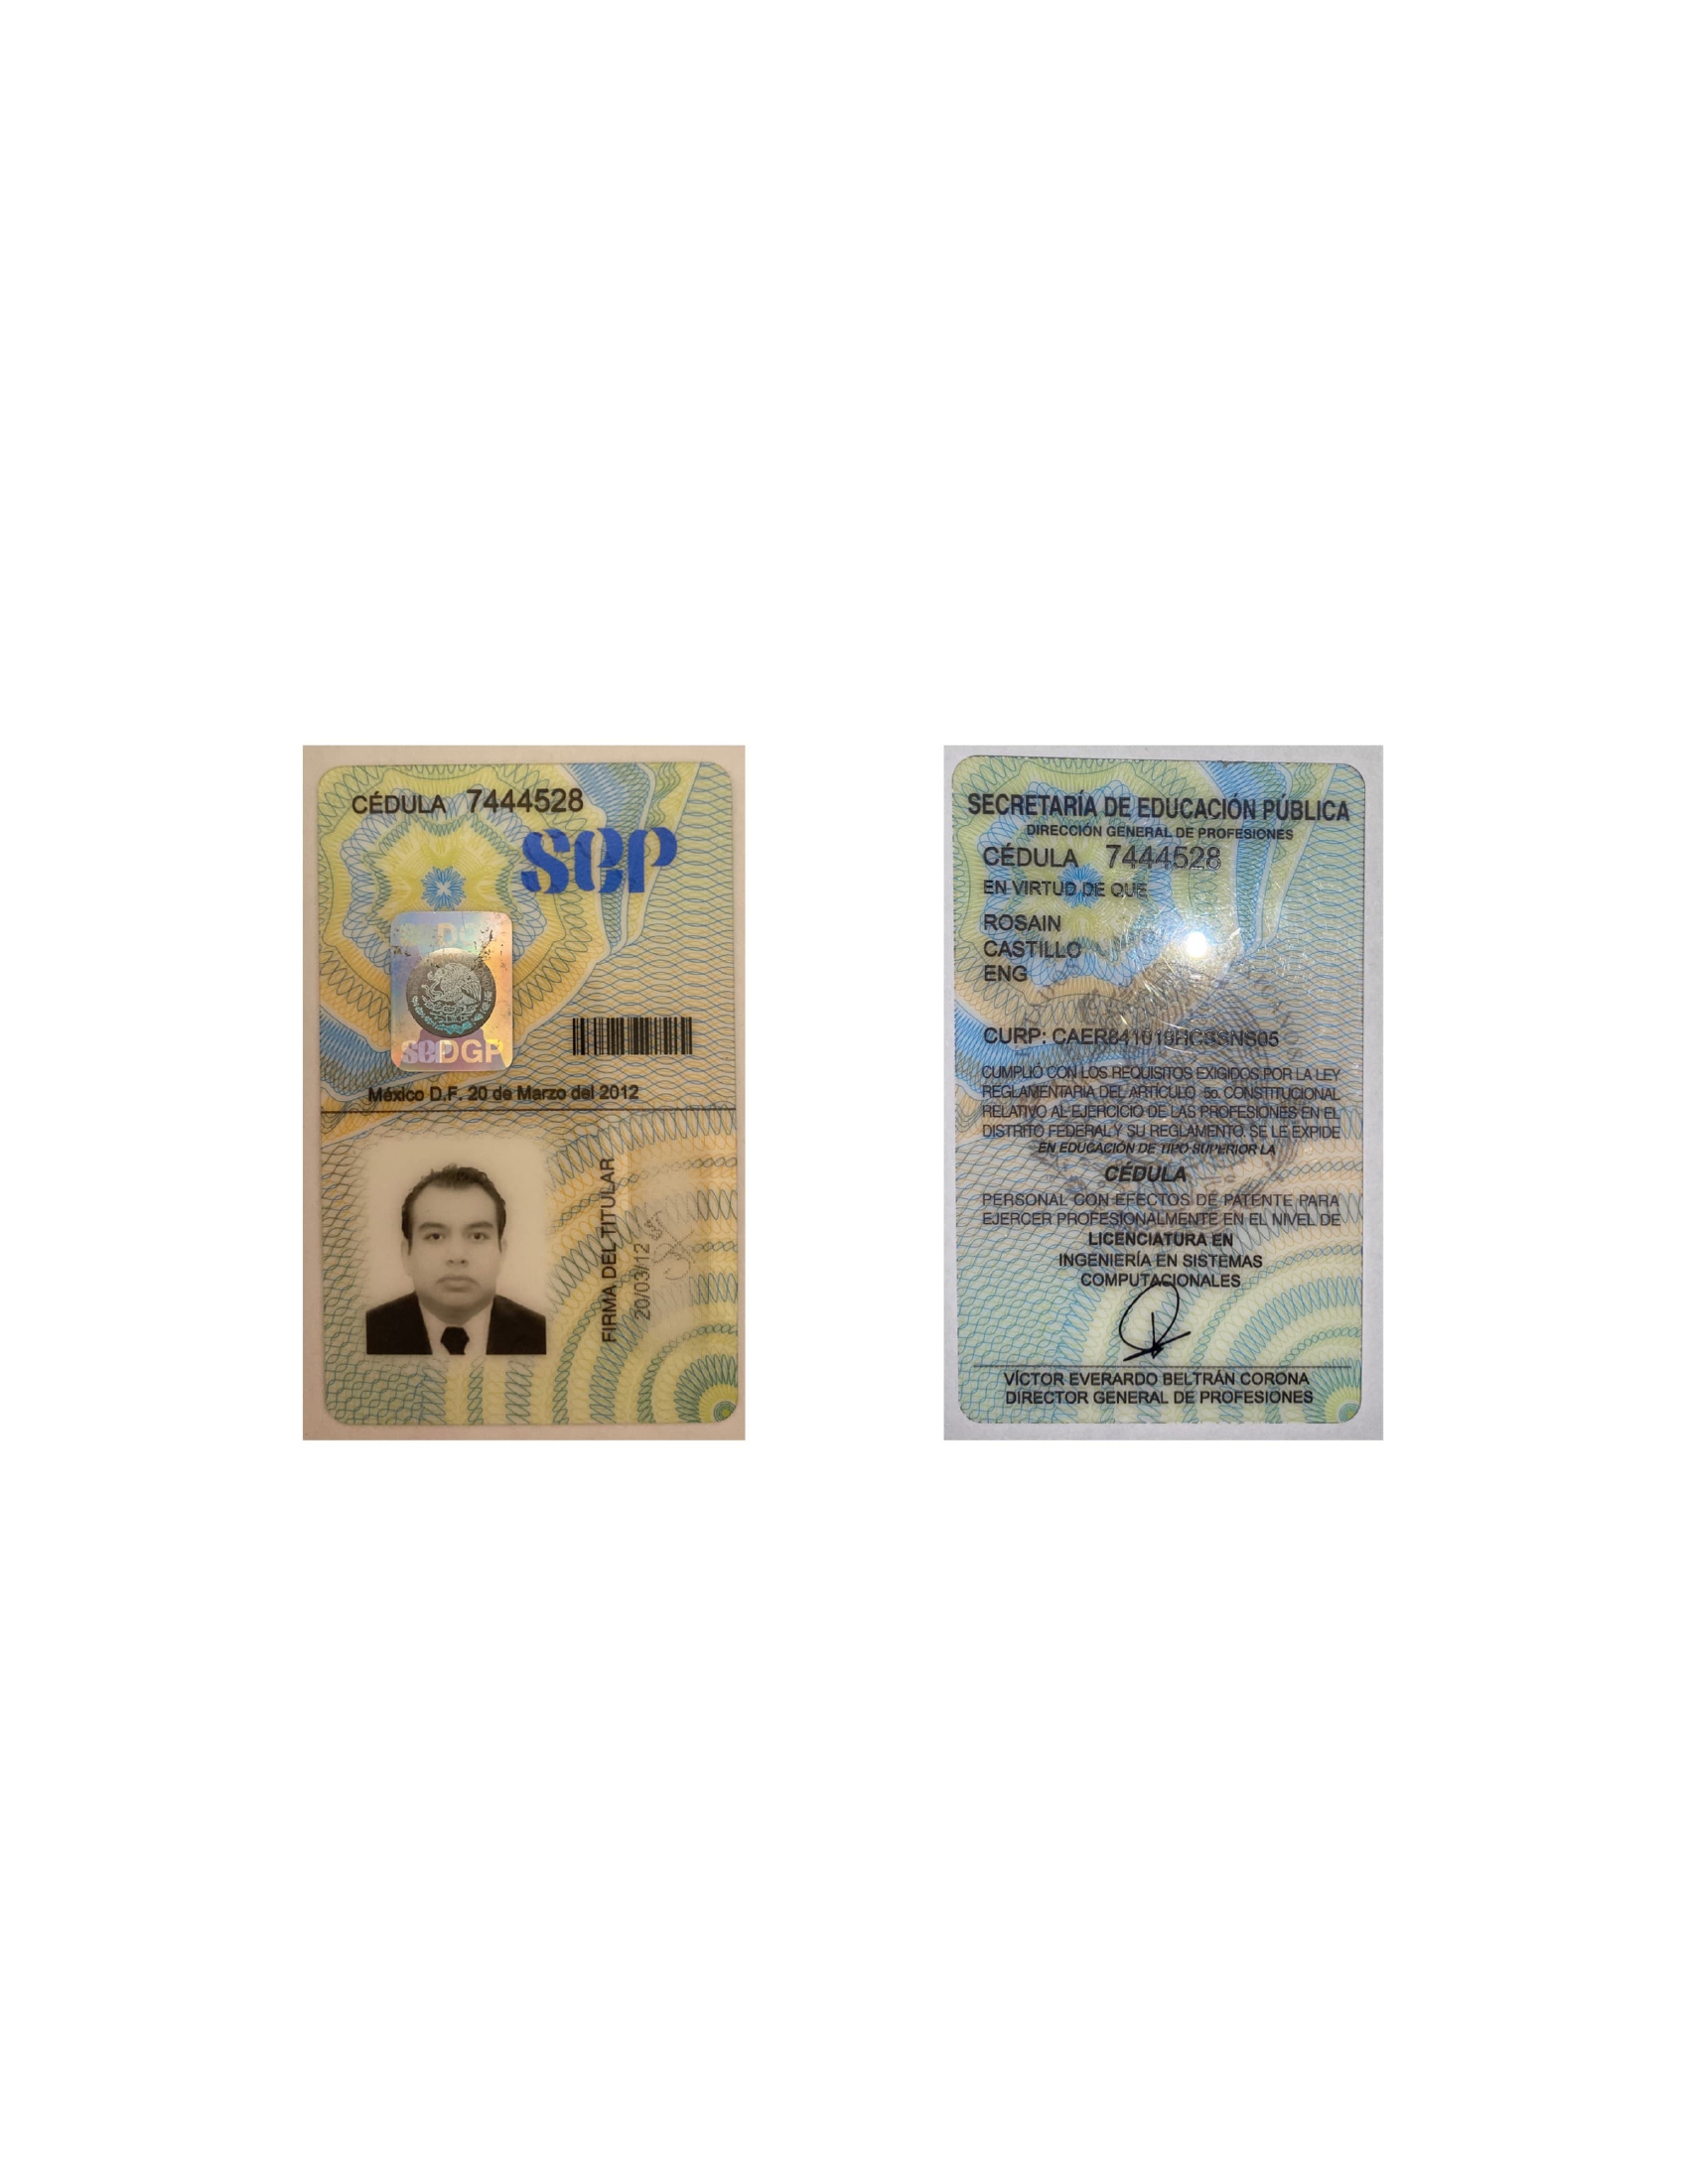 CÉDULA 7444528
sep
sepDGP
México D.F. 20 de Marzo del 2012
FIRMA DEL TITULAR
20/03/12
SECRETARÍA DE EDUCACIÓN PÚBLICA
DIRECCIÓN GENERAL DE PROFESIONES
CÉDULA 7444528
EN VIRTUD DE QUE
ROSAIN
CASTILLO
ENG
CURP: CAER841019HCSSNS05
CUMPLIÓ CON LOS REQUISITOS EXIGIDOS POR LA LEY
REGLAMENTARIA DEL ARTÍCULO 5o. CONSTITUCIONAL
RELATIVO AL EJERCICIO DE LAS PROFESIONES EN EL
DISTRITO FEDERAL Y SU REGLAMENTO. SE LE EXPIDE
EN EDUCACIÓN DE TIPO SUPERIOR LA
CÉDULA
PERSONAL CON EFECTOS DE PATENTE PARA
EJERCER PROFESIONALMENTE EN EL NIVEL DE
LICENCIATURA EN
INGENIERÍA EN SISTEMAS
COMPUTACIONALES
VÍCTOR EVERARDO BELTRÁN CORONA
DIRECTOR GENERAL DE PROFESIONES